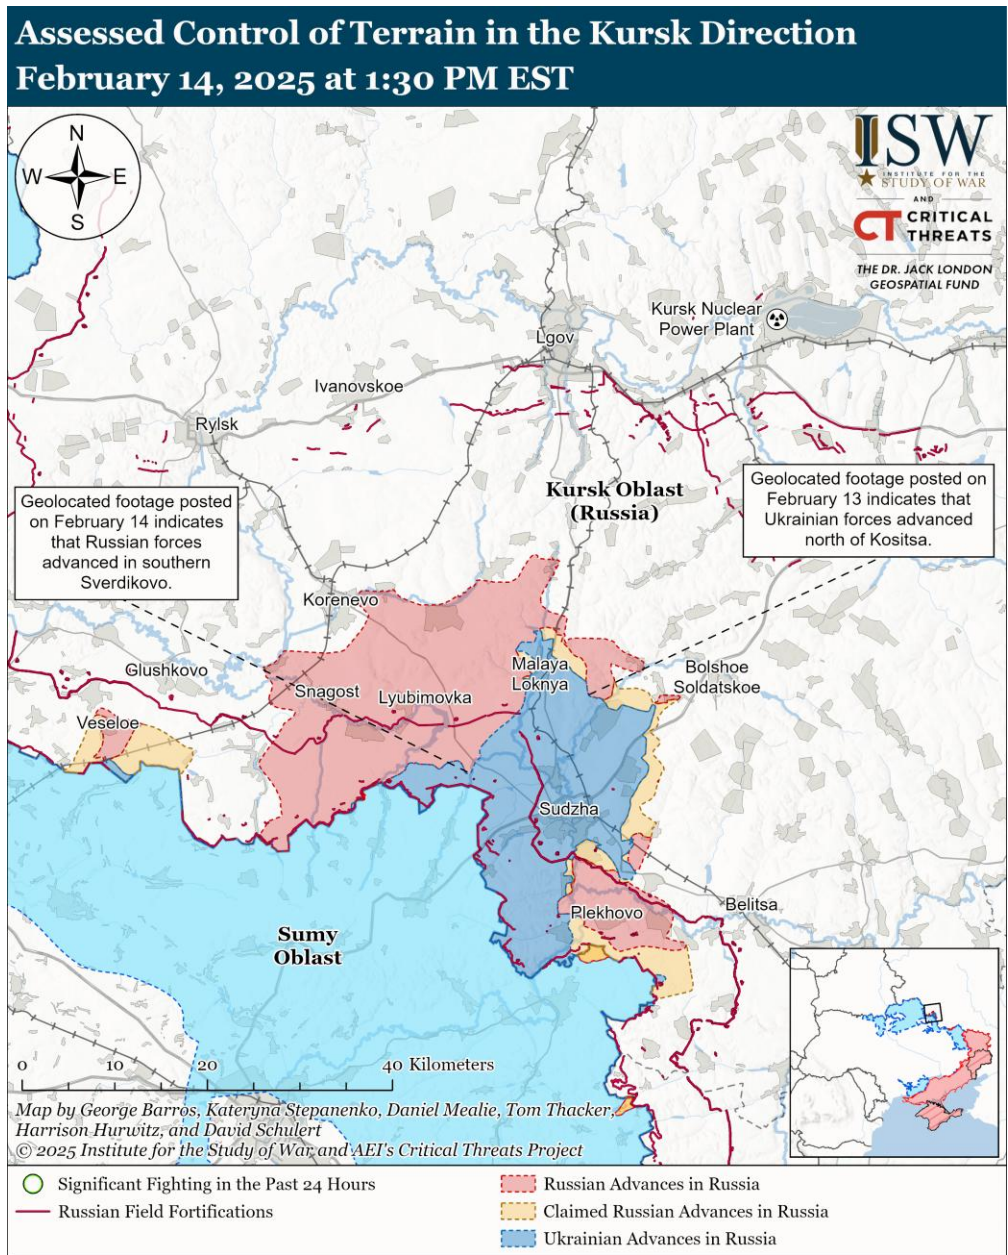 Assessed Control of Terrain in the Kursk Direction
February 14, 2025 at 1:30 PM EST
N
W
E
S
ISW
INSTITUTE FOR THE
STUDY OF WAR
AND
CT CRITICAL
THREATS
THE DR. JACK LONDON
GEOSPATIAL FUND
Kursk Nuclear
Power Plant
Lgov
Ivanovskoe
Rylsk
Geolocated footage posted
on February 14 indicates
that Russian forces
advanced in southern
Sverdikovo.
Kursk Oblast
(Russia)
Geolocated footage posted on
February 13 indicates that
Ukrainian forces advanced
north of Kositsa.
Korenevo
Glushkovo
Snagost
Lyubimovka
Malaya
Loknya
Bolshoe
Soldatskoe
Veseloe
Sudzha
Plekhovo
Belitsa
Sumy
Oblast
0 10 20 40 Kilometers
Map by George Barros, Kateryna Stepanenko, Daniel Mealie, Tom Thacker,
Harrison Hurwitz, and David Schulert
© 2025 Institute for the Study of War and AEI's Critical Threats Project
Significant Fighting in the Past 24 Hours
Russian Field Fortifications
Russian Advances in Russia
Claimed Russian Advances in Russia
Ukrainian Advances in Russia